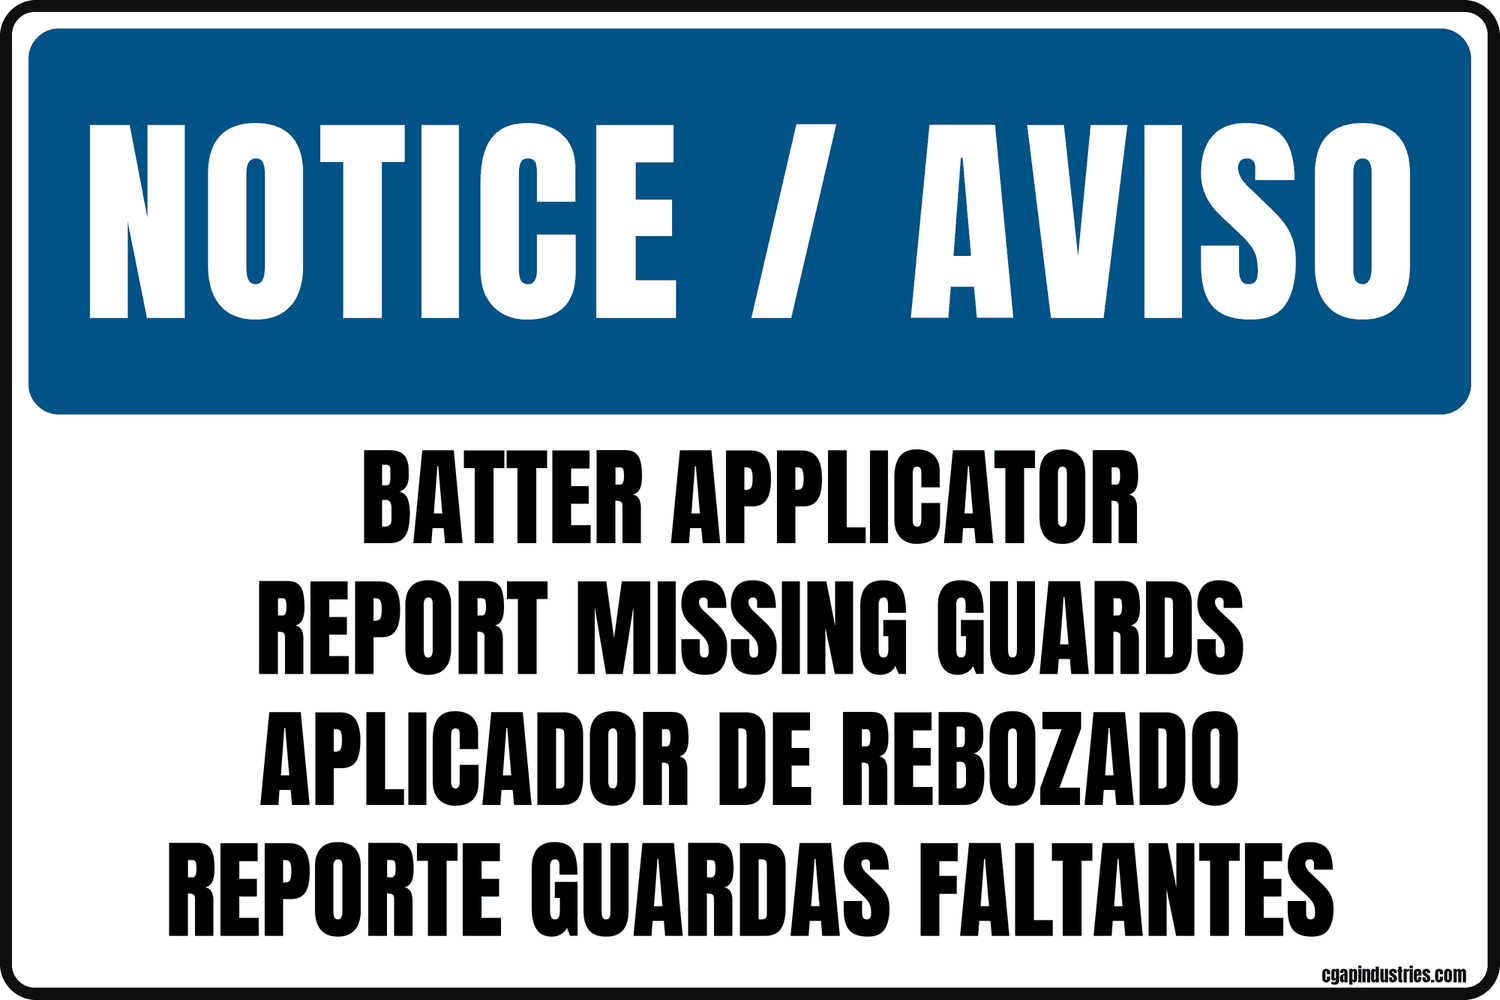 NOTICE / AVISO
BATTER APPLICATOR
REPORT MISSING GUARDS
APLICADOR DE REBOZADO
REPORTE GUARDAS FALTANTES
cgapindustries.com